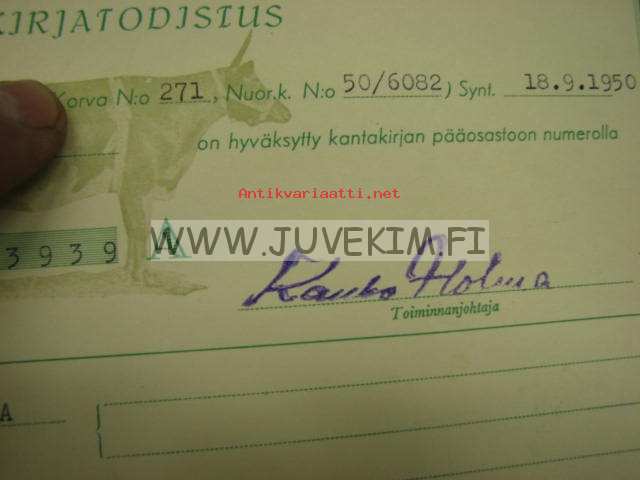 KIRJATODISTUS
Korva N:o 271, Nuor.k. N:o 50/6082) Synt. 18.9.1950
on hyväksytty kantakirjan pääosastoon numerolla
Antikvariaatti.net
3939 A
WWW.JUVEKIM.FI
Kauko Holma
Toiminnanjohtaja
A